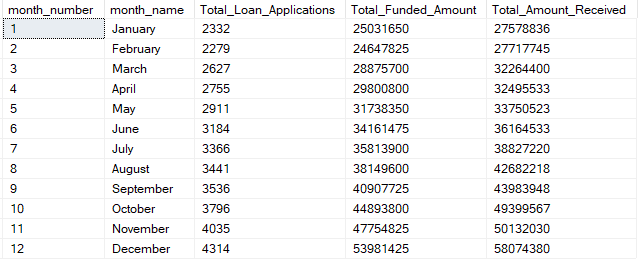 month_number month_name Total_Loan_Applications Total_Funded_Amount Total_Amount_Received
1 January 2332 25031650 27578836
2 February 2279 24647825 27717745
3 March 2627 28875700 32264400
4 April 2755 29800800 32495533
5 May 2911 31738350 33750523
6 June 3184 34161475 36164533
7 July 3366 35813900 38827220
8 August 3441 38149600 42682218
9 September 3536 40907725 43983948
10 October 3796 44893800 49399567
11 November 4035 47754825 50132030
12 December 4314 53981425 58074380